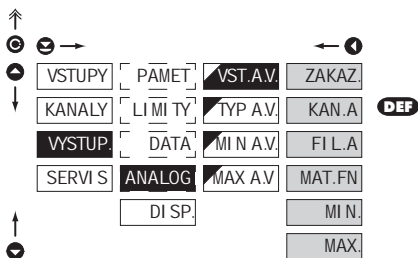 VSTUPY PAMET VST.A.V. ZAKAZ.
KANALY LIMITY TYP A.V. KAN.A DEF
VYSTUP. DATA MIN A.V. FIL.A
SERVIS ANALOG MAX A.V MAT.FN
DISP. MIN.
MAX.